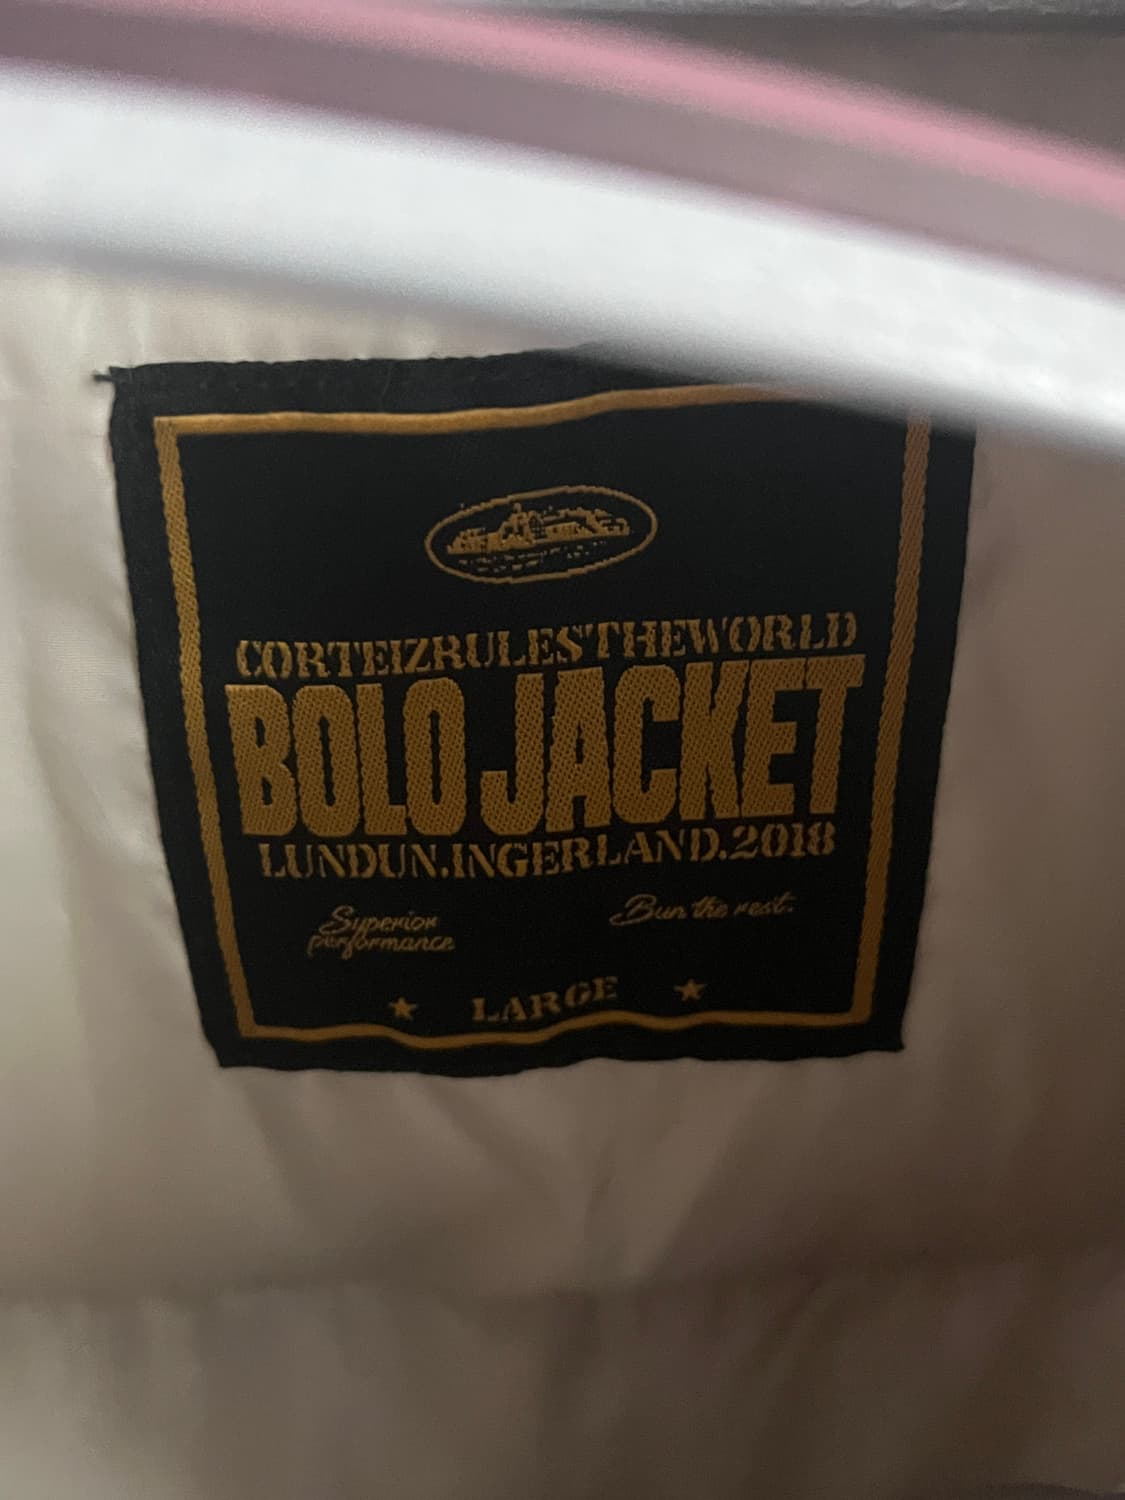 CORTEIZRULESTHEWORLD
BOLO JACKET
LUNDUN.INGERLAND.2018
Superior
performance
Bun the rest.
★ LARGE ★